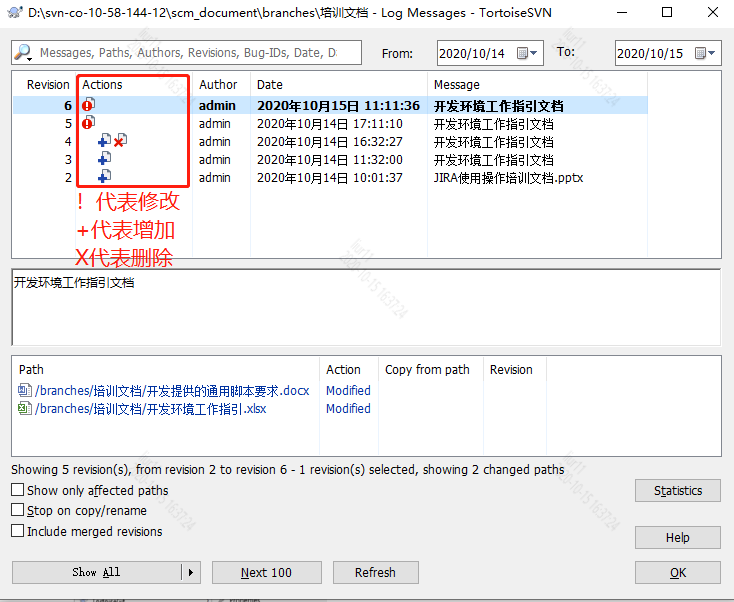 D:\svn-co-10-58-144-12\scm_document\branches\培训文档 - Log Messages - TortoiseSVN
Messages, Paths, Authors, Revisions, Bug-IDs, Date, D
From: 2020/10/14 To: 2020/10/15
Revision Actions Author Date Message
6 admin 2020年10月15日 11:11:36 开发环境工作指引文档
5 admin 2020年10月14日 17:11:10 开发环境工作指引文档
4 admin 2020年10月14日 16:32:27 开发环境工作指引文档
3 admin 2020年10月14日 11:32:00 开发环境工作指引文档
2 admin 2020年10月14日 10:01:37 JIRA使用操作培训文档.pptx
! 代表修改
+代表增加
X代表删除
开发环境工作指引文档
Path Action Copy from path Revision
/branches/培训文档/开发提供的通用脚本要求.docx Modified
/branches/培训文档/开发环境工作指引.xlsx Modified
Showing 5 revision(s), from revision 2 to revision 6 - 1 revision(s) selected, showing 2 changed paths
Show only affected paths
Statistics
Stop on copy/rename
Include merged revisions
Help
Show All Next 100 Refresh OK